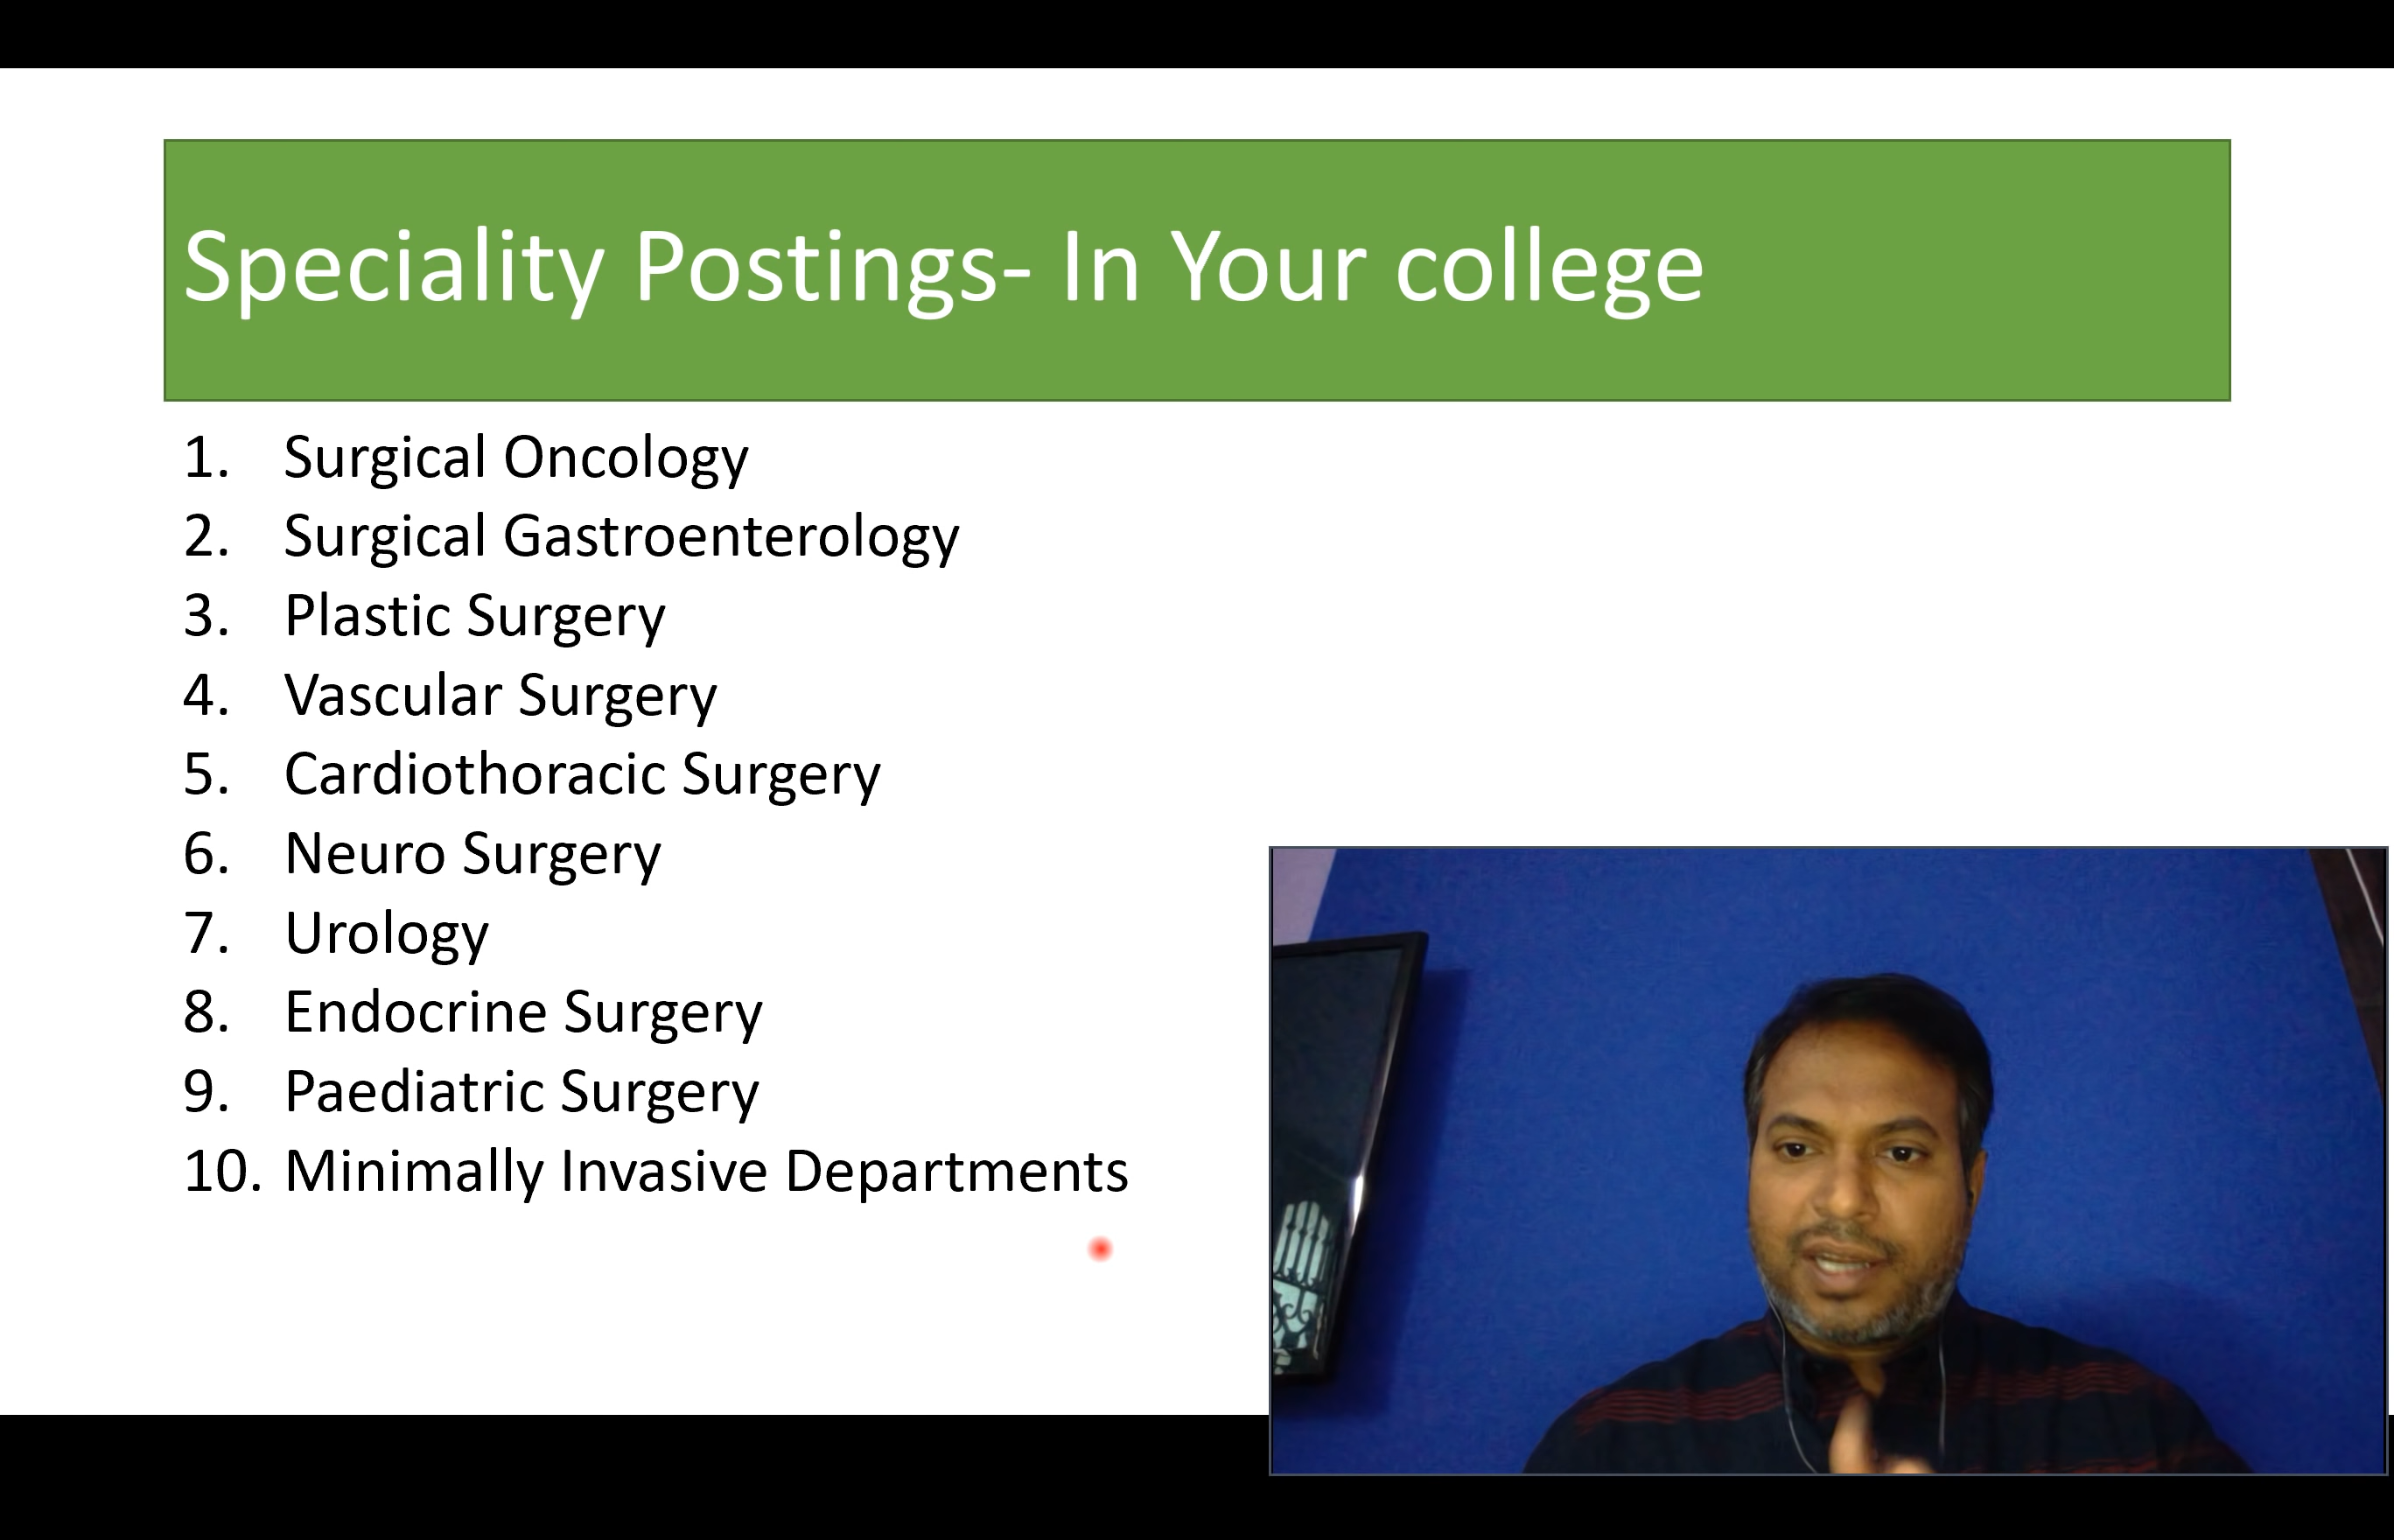 Speciality Postings- In Your college
1. Surgical Oncology
2. Surgical Gastroenterology
3. Plastic Surgery
4. Vascular Surgery
5. Cardiothoracic Surgery
6. Neuro Surgery
7. Urology
8. Endocrine Surgery
9. Paediatric Surgery
10. Minimally Invasive Departments